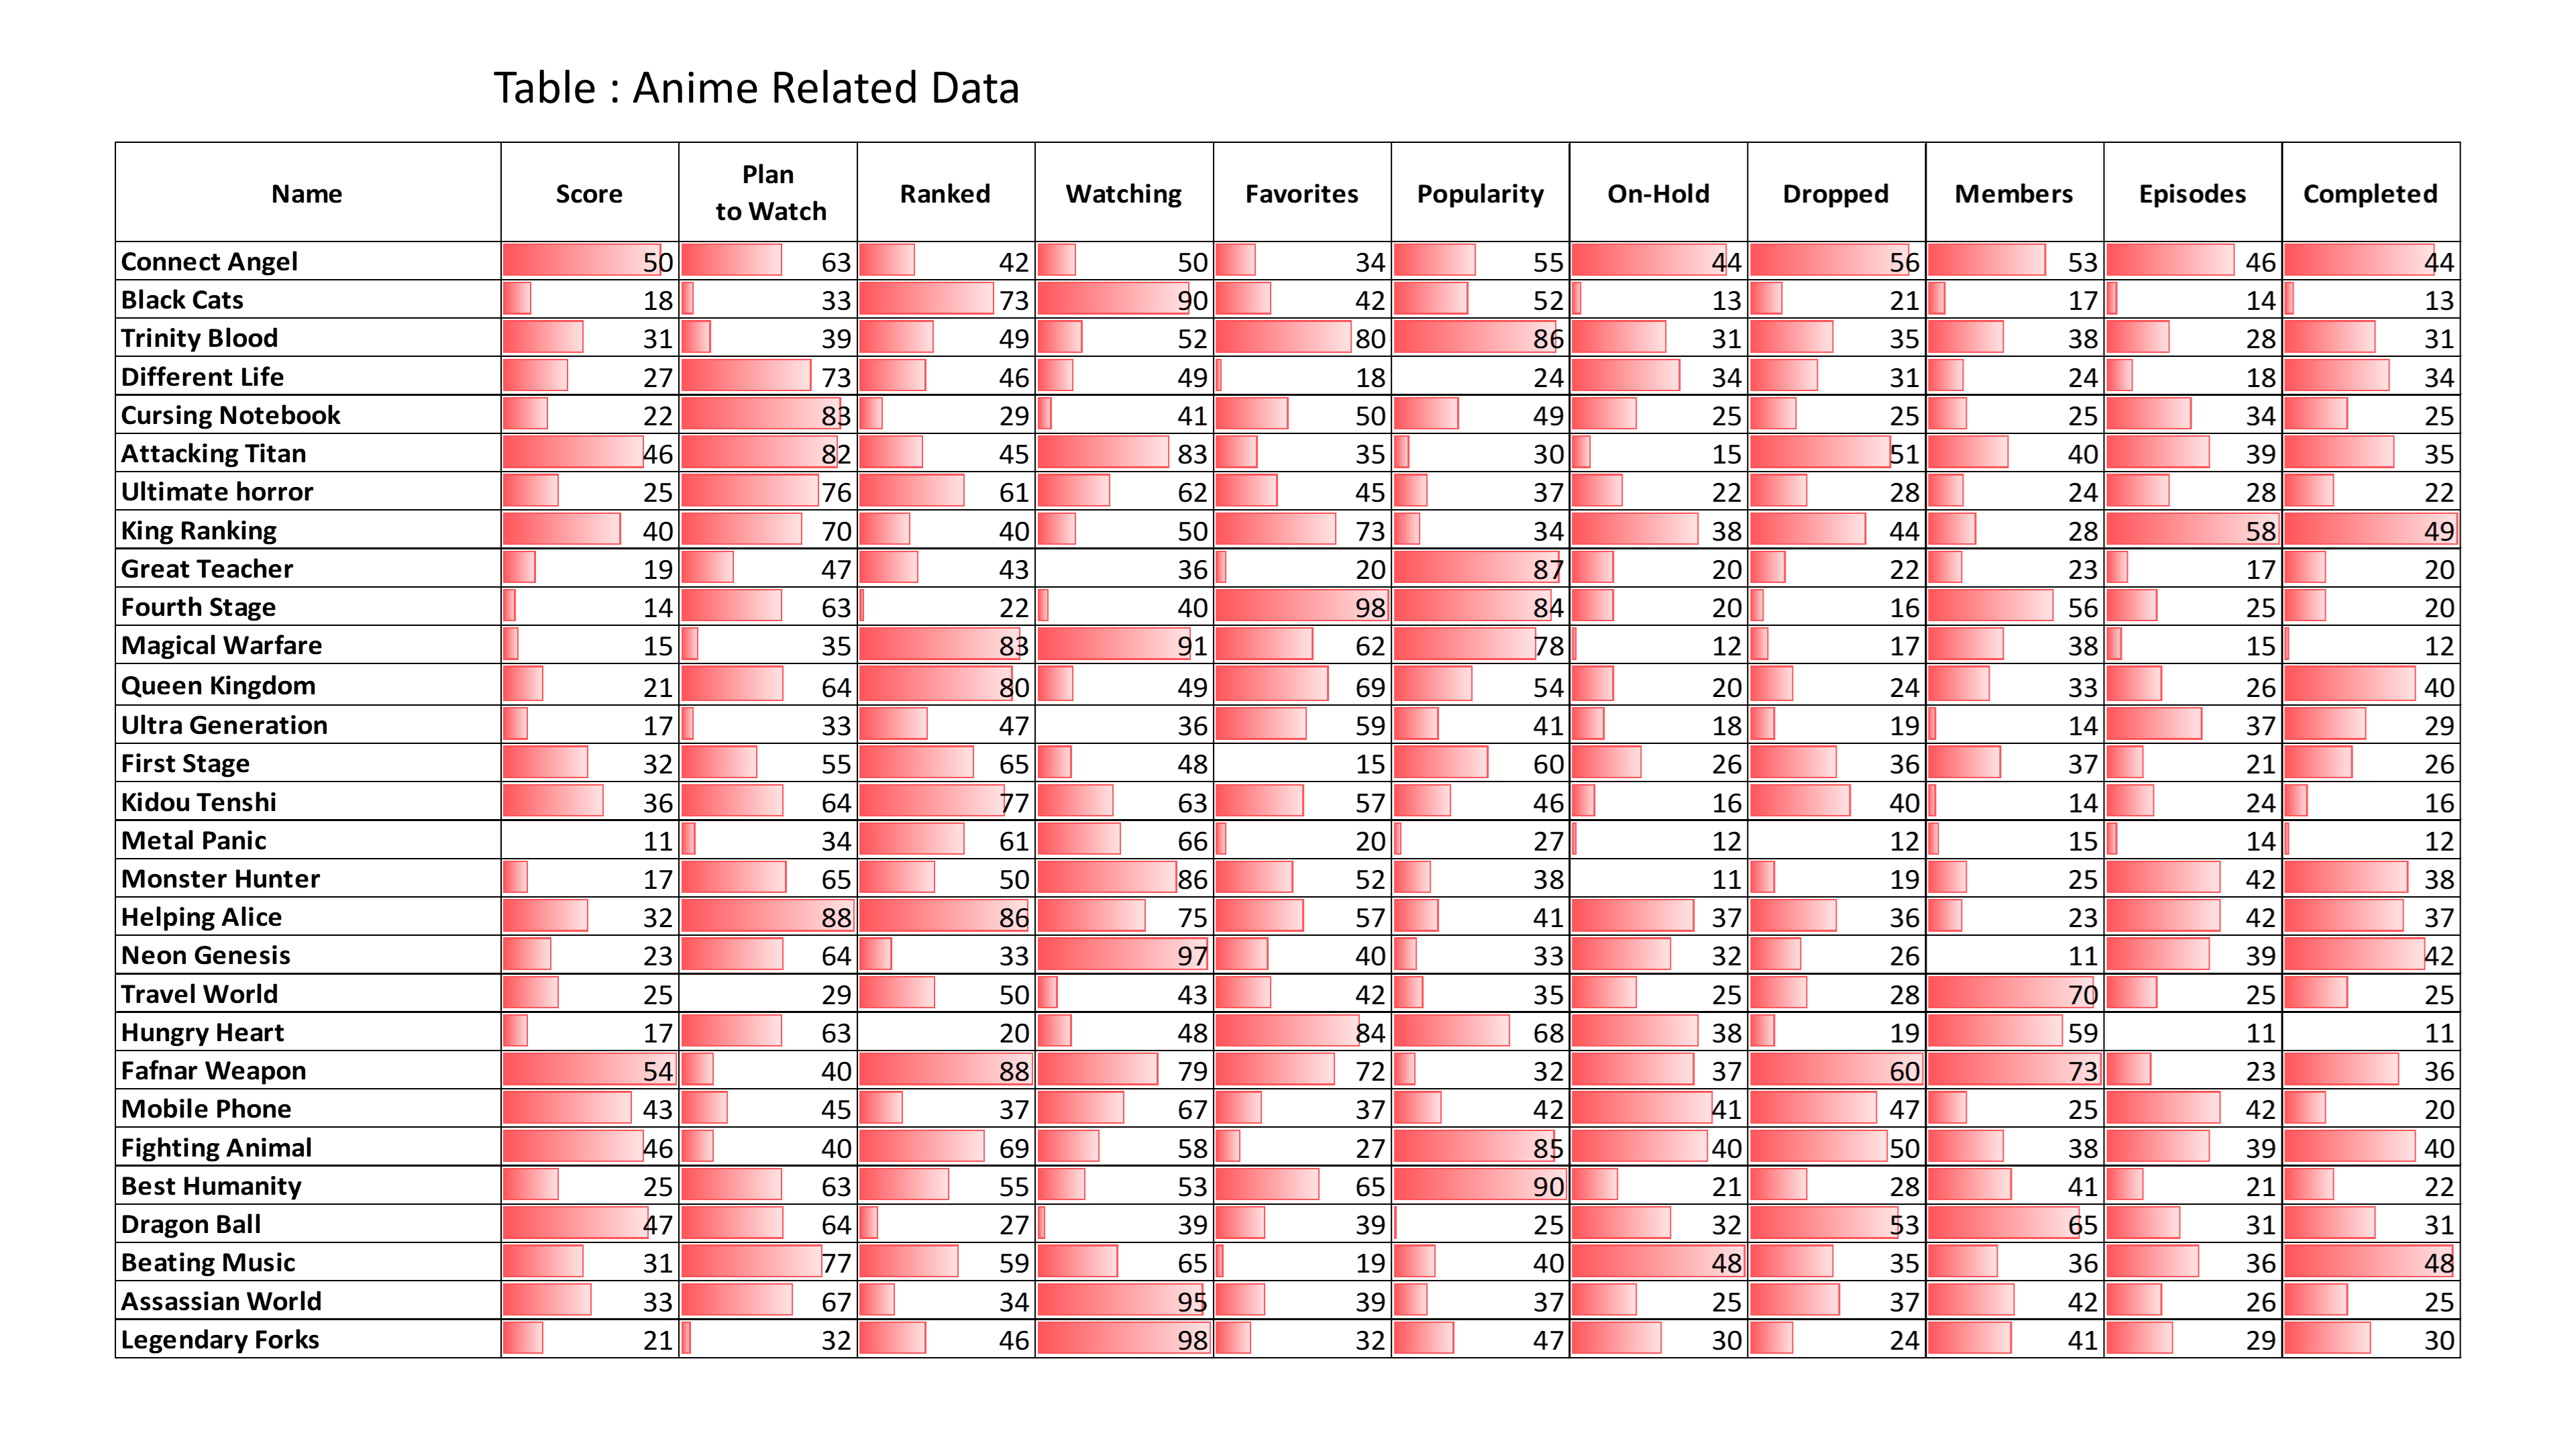 Table : Anime Related Data
Name Score Plan to Watch Ranked Watching Favorites Popularity On-Hold Dropped Members Episodes Completed
Connect Angel 50 63 42 50 34 55 44 56 53 46 44
Black Cats 18 33 73 90 42 52 13 21 17 14 13
Trinity Blood 31 39 49 52 80 86 31 35 38 28 31
Different Life 27 73 46 49 18 24 34 31 24 18 34
Cursing Notebook 22 83 29 41 50 49 25 25 25 34 25
Attacking Titan 46 82 45 83 35 30 15 51 40 39 35
Ultimate horror 25 76 61 62 45 37 22 28 24 28 22
King Ranking 40 70 40 50 73 34 38 44 28 58 49
Great Teacher 19 47 43 36 20 87 20 22 23 17 20
Fourth Stage 14 63 22 40 98 84 20 16 56 25 20
Magical Warfare 15 35 83 91 62 78 12 17 38 15 12
Queen Kingdom 21 64 80 49 69 54 20 24 33 26 40
Ultra Generation 17 33 47 36 59 41 18 19 14 37 29
First Stage 32 55 65 48 15 60 26 36 37 21 26
Kidou Tenshi 36 64 77 63 57 46 16 40 14 24 16
Metal Panic 11 34 61 66 20 27 12 12 15 14 12
Monster Hunter 17 65 50 86 52 38 11 19 25 42 38
Helping Alice 32 88 86 75 57 41 37 36 23 42 37
Neon Genesis 23 64 33 97 40 33 32 26 11 39 42
Travel World 25 29 50 43 42 35 25 28 70 25 25
Hungry Heart 17 63 20 48 84 68 38 19 59 11 11
Fafnar Weapon 54 40 88 79 72 32 37 60 73 23 36
Mobile Phone 43 45 37 67 37 42 41 47 25 42 20
Fighting Animal 46 40 69 58 27 85 40 50 38 39 40
Best Humanity 25 63 55 53 65 90 21 28 41 21 22
Dragon Ball 47 64 27 39 39 25 32 53 65 31 31
Beating Music 31 77 59 65 19 40 48 35 36 36 48
Assassian World 33 67 34 95 39 37 25 37 42 26 25
Legendary Forks 21 32 46 98 32 47 30 24 41 29 30